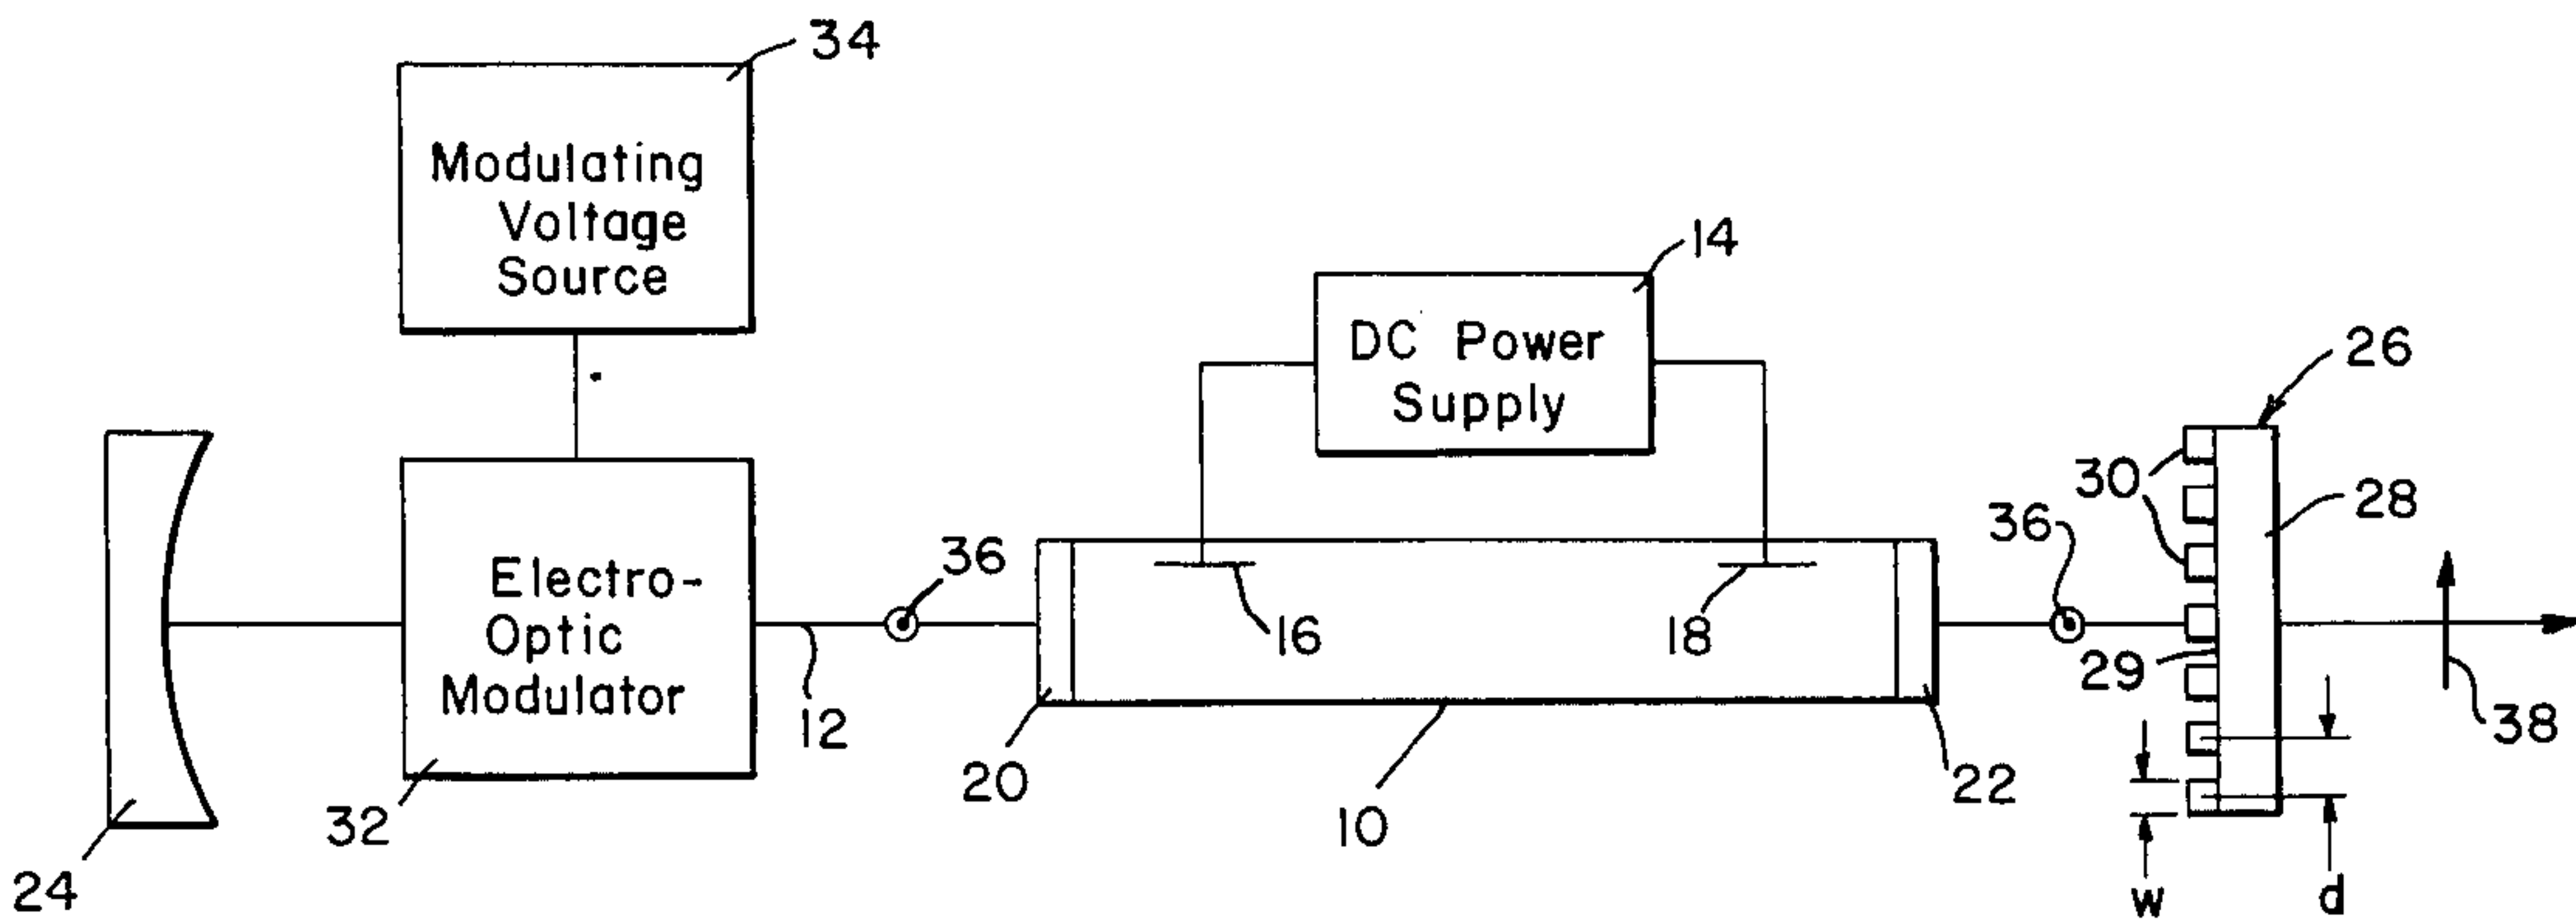 34
Modulating
Voltage
Source
14
DC Power
Supply
26
30
28
36
36
Electro-
Optic
Modulator
16
18
29
12
38
20
22
32
10
24
w
d